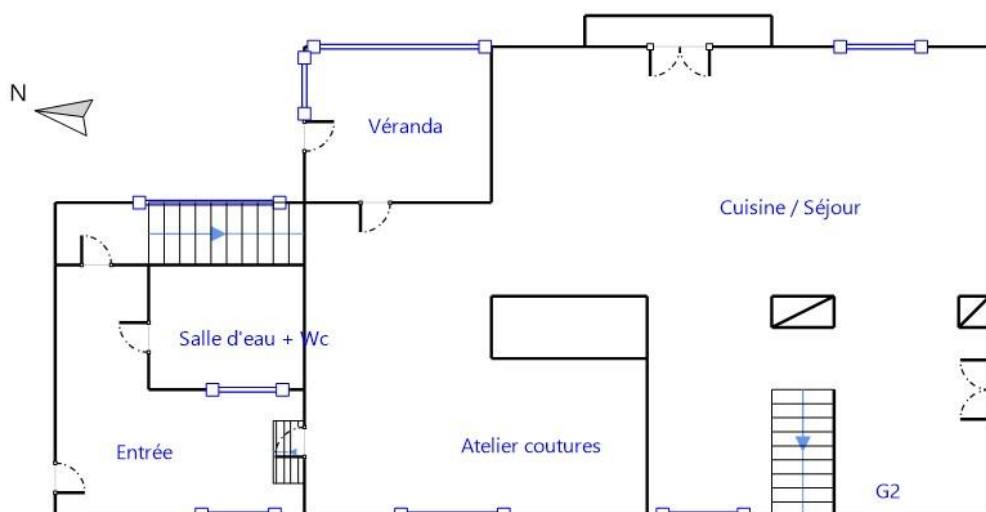 N
Véranda
Cuisine / Séjour
Salle d'eau + Wc
Entrée
Atelier coutures
G2